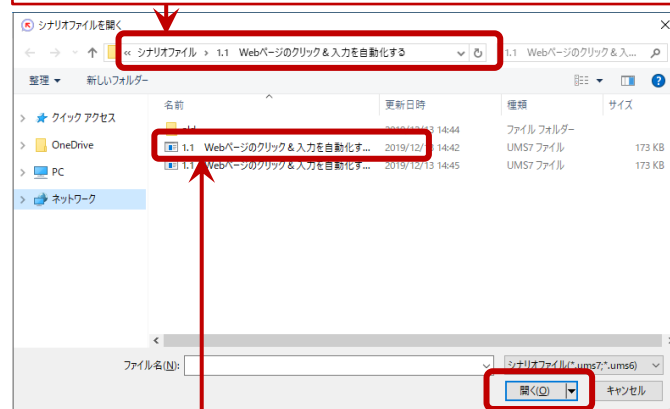 シナリオファイルを開く
« シナリオファイル › 1.1 Webページのクリック＆入力を自動化する
1.1 Webページのクリック＆入...
整理 新しいフォルダー
名前 更新日時 種類 サイズ
クイック アクセス
old 2019/12/13 14:44 ファイル フォルダー
OneDrive
1.1 Webページのクリック＆入力を自動化す... 2019/12/13 14:42 UMS7 ファイル 173 KB
PC
1.1 Webページのクリック＆入力を自動化す... 2019/12/13 14:45 UMS7 ファイル 173 KB
ネットワーク
ファイル名(N): シナリオファイル(*.ums7;*.ums6)
開く(O) キャンセル